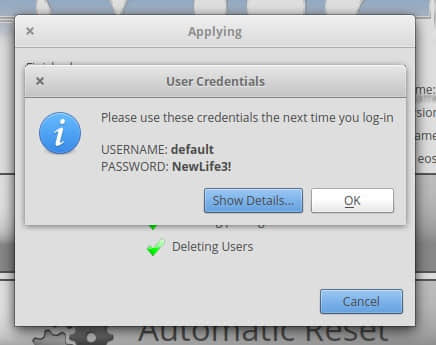 Applying
User Credentials
Please use these credentials the next time you log-in
USERNAME: default
PASSWORD: NewLife3!
Show Details...
OK
Deleting Users
Cancel
Automatic Reset